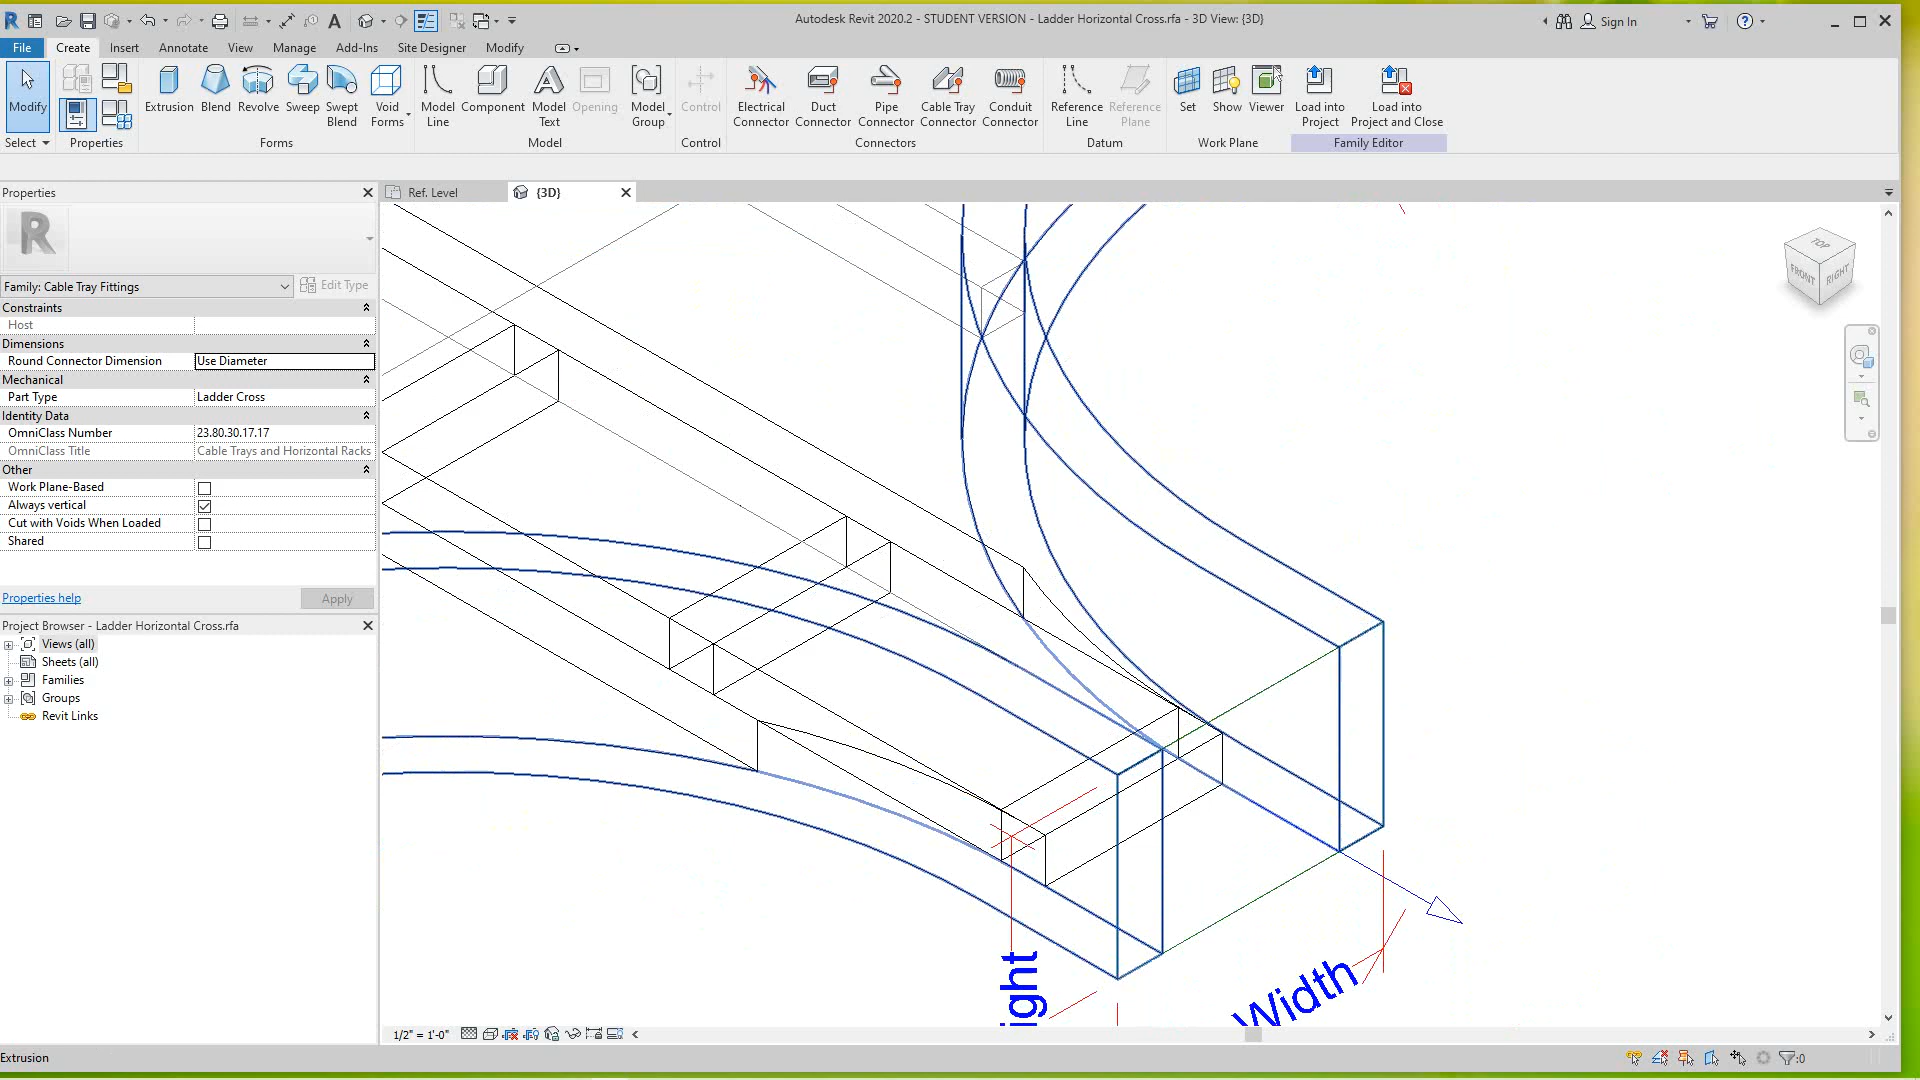 Autodesk Revit 2020.2 - STUDENT VERSION - Ladder Horizontal Cross.rfa - 3D View: {3D}
Sign In
File Create Insert Annotate View Manage Add-Ins Site Designer Modify
Modify
Select
Properties
Extrusion
Blend
Revolve
Sweep
Swept Blend
Void Forms
Forms
Model Line
Component
Model Text
Opening
Model Group
Model
Control
Control
Electrical Connector
Duct Connector
Pipe Connector
Cable Tray Connector
Conduit Connector
Connectors
Reference Line
Reference Plane
Datum
Set
Show
Viewer
Work Plane
Load into Project
Load into Project and Close
Family Editor
Properties
Ref. Level
{3D}
R
Family: Cable Tray Fittings
Edit Type
Constraints
Host
Dimensions
Round Connector Dimension Use Diameter
Mechanical
Part Type Ladder Cross
Identity Data
OmniClass Number 23.80.30.17.17
OmniClass Title Cable Trays and Horizontal Racks
Other
Work Plane-Based
Always vertical
Cut with Voids When Loaded
Shared
Properties help
Apply
Project Browser - Ladder Horizontal Cross.rfa
Views (all)
Sheets (all)
Families
Groups
Revit Links
TOP
FRONT
RIGHT
ight
Width
1/2" = 1'-0"
Extrusion
:0